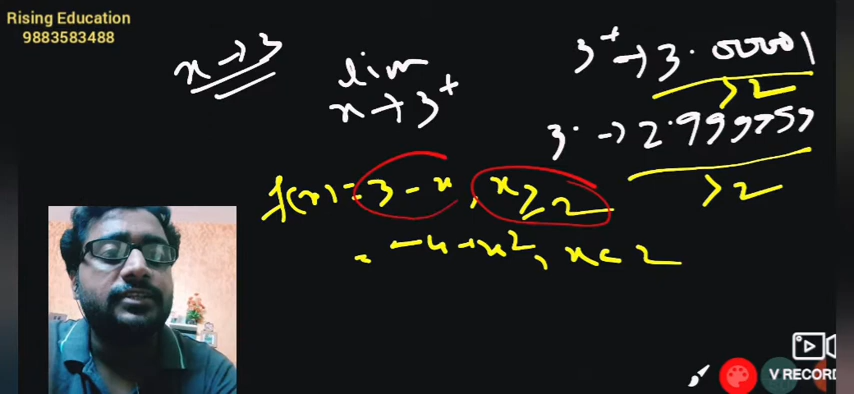 Rising Education
9883583488
x → 3
lim
x → 3⁺
3⁺ → 3.00001
> 2
3⁻ → 2.999999
> 2
f(x) = 3 - x, x ≥ 2
= -4 + x², x < 2
V RECORD